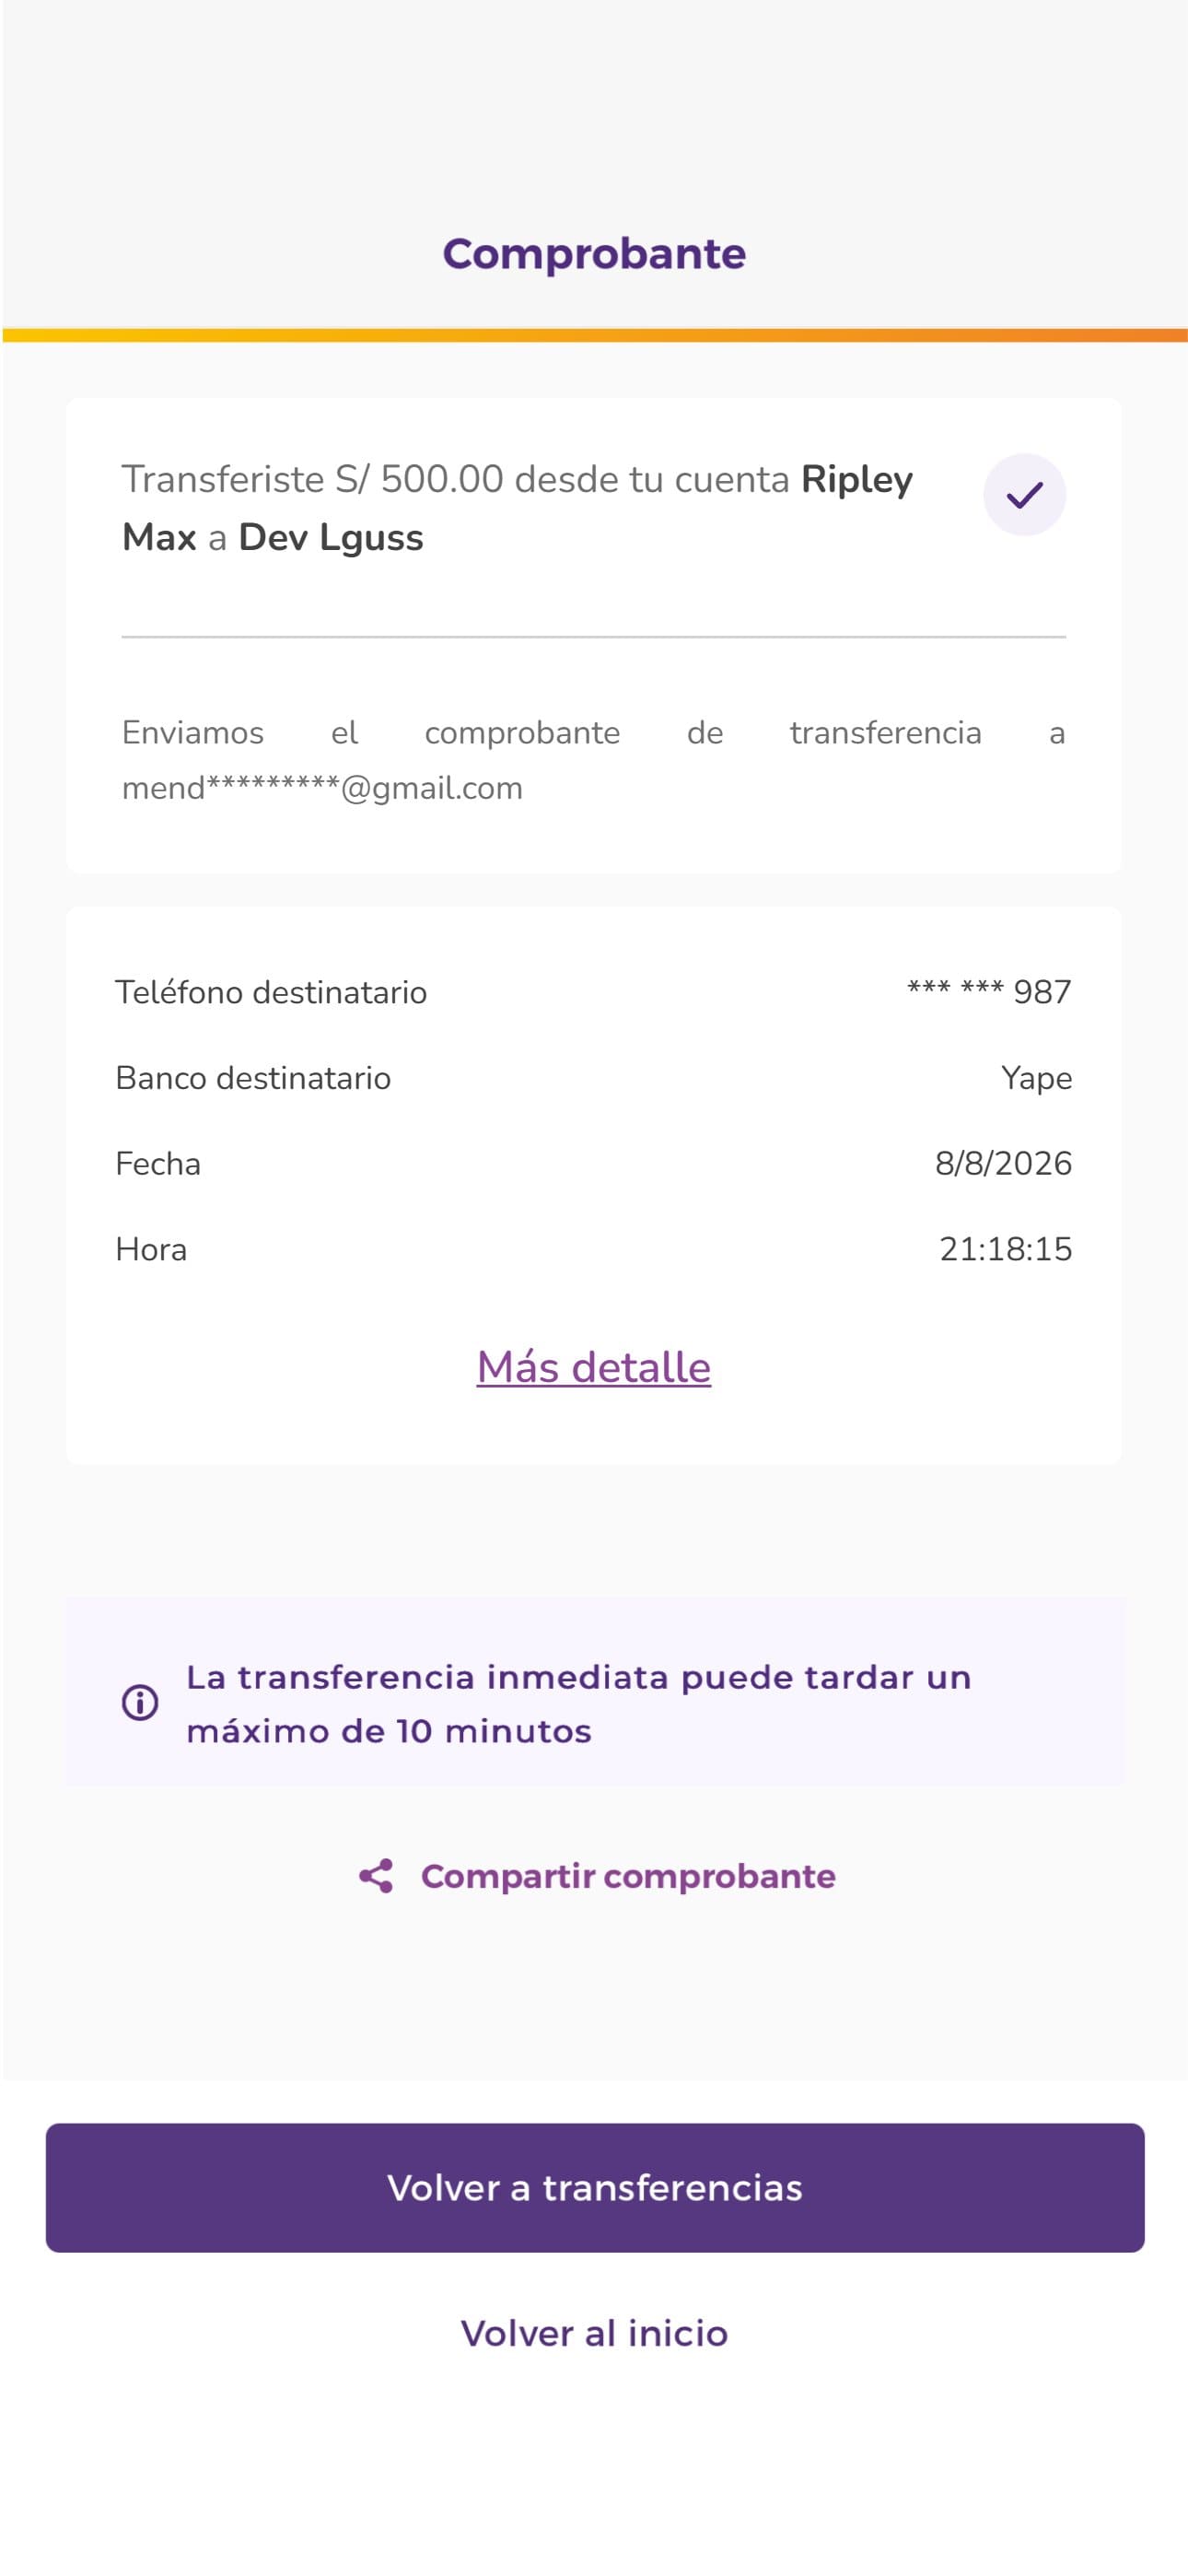 Comprobante
Transferiste S/ 500.00 desde tu cuenta Ripley
Max a Dev Lguss
Enviamos el comprobante de transferencia a
mend*********@gmail.com
Teléfono destinatario *** *** 987
Banco destinatario Yape
Fecha 8/8/2026
Hora 21:18:15
Más detalle
La transferencia inmediata puede tardar un
máximo de 10 minutos
Compartir comprobante
Volver a transferencias
Volver al inicio